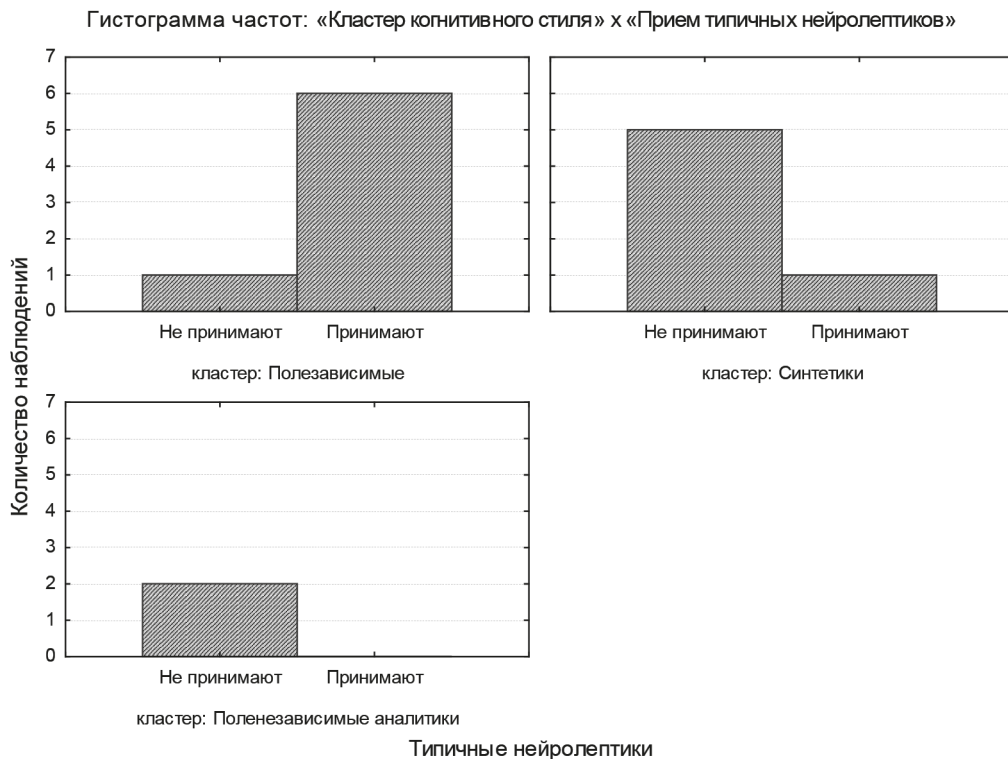 Гистограмма частот: «Кластер когнитивного стиля» x «Прием типичных нейролептиков»
7
6
5
4
3
2
1
0
Не принимают Принимают
кластер: Полезависимые
Не принимают Принимают
кластер: Синтетики
Количество наблюдений
7
6
5
4
3
2
1
0
Не принимают Принимают
кластер: Поленезависимые аналитики
Типичные нейролептики